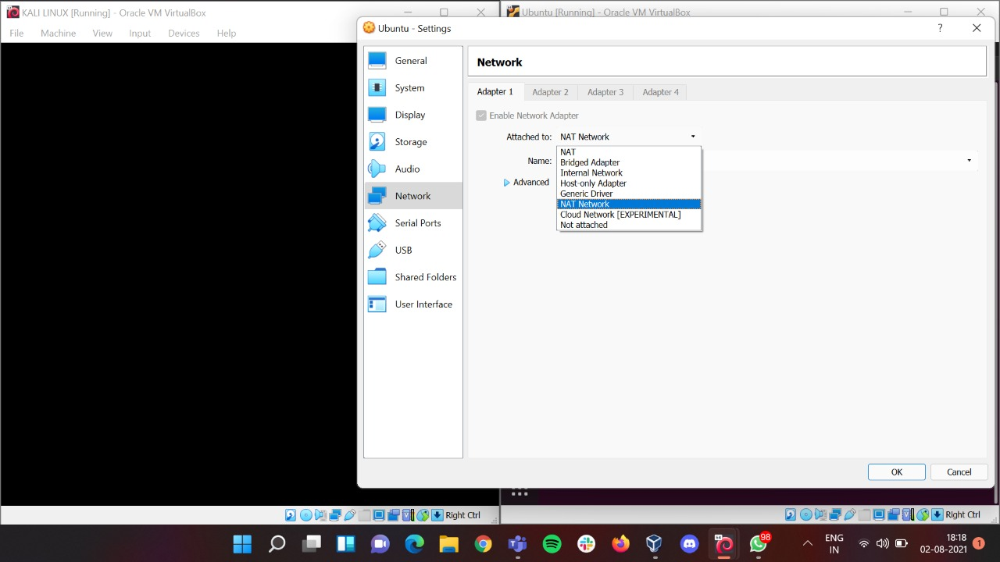 KALI LINUX [Running] - Oracle VM VirtualBox
File Machine View Input Devices Help
Ubuntu [Running] - Oracle VM VirtualBox
Ubuntu - Settings
?
General
System
Display
Storage
Audio
Network
Serial Ports
USB
Shared Folders
User Interface
Network
Adapter 1 Adapter 2 Adapter 3 Adapter 4
Enable Network Adapter
Attached to: NAT Network
Name:
Advanced
NAT
Bridged Adapter
Internal Network
Host-only Adapter
Generic Driver
NAT Network
Cloud Network [EXPERIMENTAL]
Not attached
OK Cancel
Right Ctrl
Right Ctrl
98
ENG
IN
18:18
02-08-2021
1